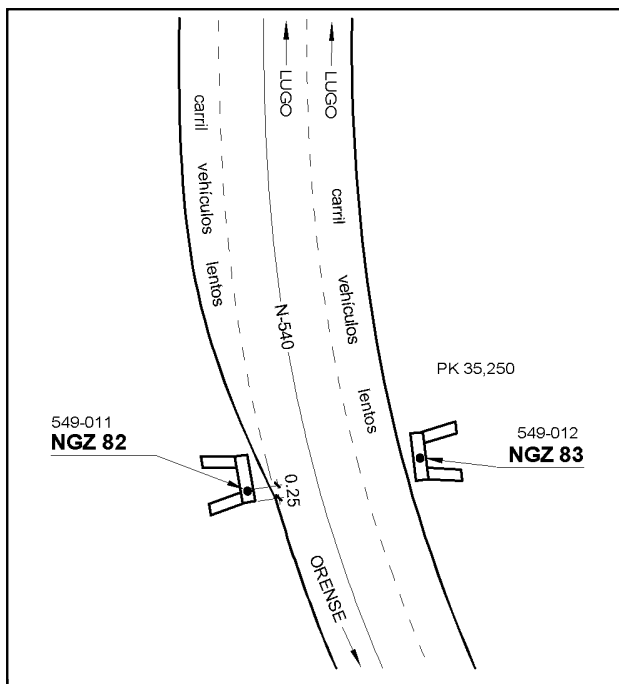 LUGO
LUGO
carril
vehículos
lentos
carril
vehículos
lentos
N-540
PK 35,250
549-011
NGZ 82
549-012
NGZ 83
0.25
ORENSE